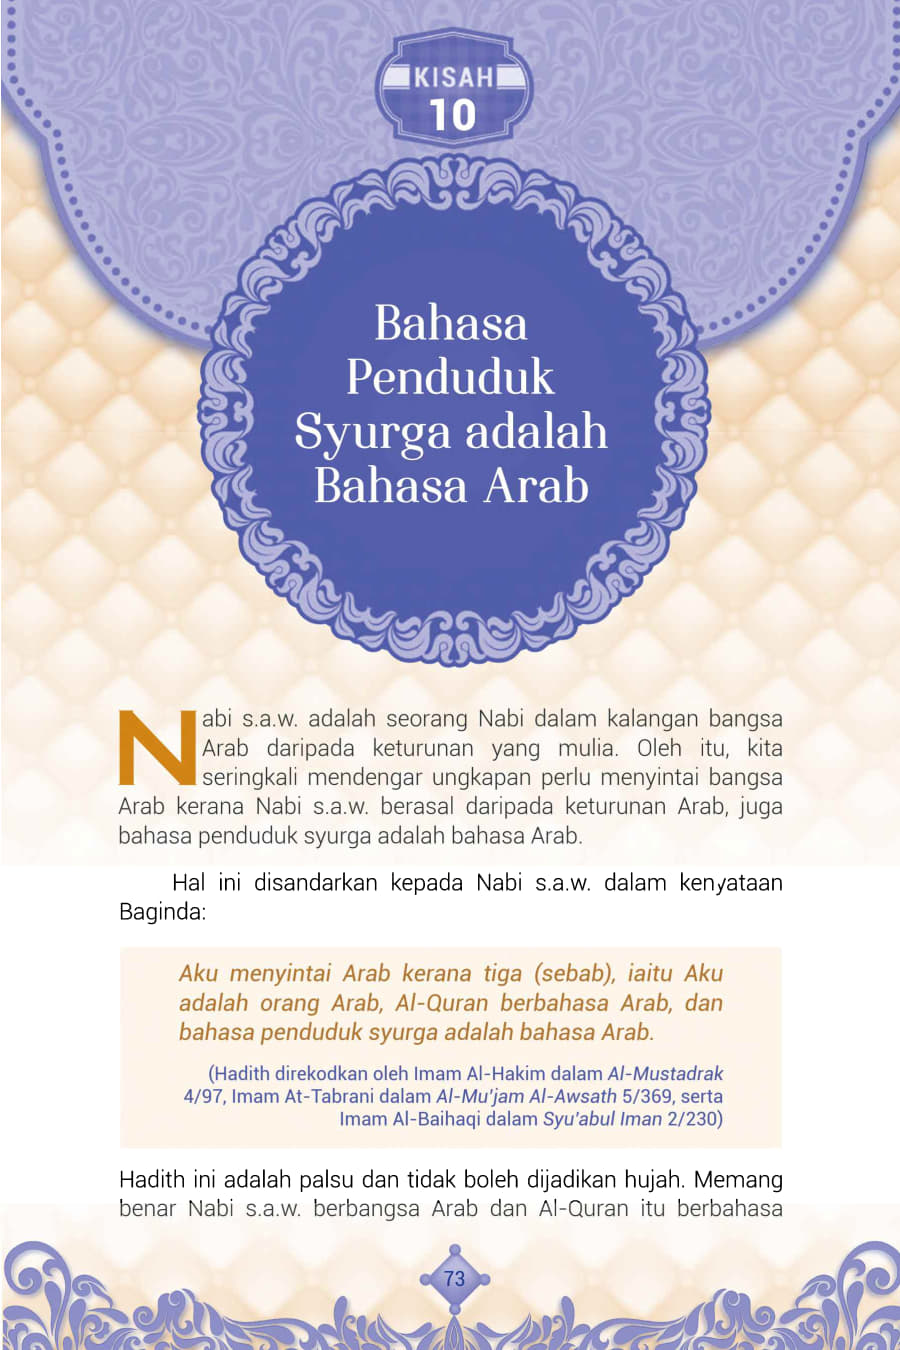 KISAH
10
Bahasa
Penduduk
Syurga adalah
Bahasa Arab
Nabi s.a.w. adalah seorang Nabi dalam kalangan bangsa
Arab daripada keturunan yang mulia. Oleh itu, kita
seringkali mendengar ungkapan perlu menyintai bangsa
Arab kerana Nabi s.a.w. berasal daripada keturunan Arab, juga
bahasa penduduk syurga adalah bahasa Arab.
Hal ini disandarkan kepada Nabi s.a.w. dalam kenyataan
Baginda:
Aku menyintai Arab kerana tiga (sebab), iaitu Aku
adalah orang Arab, Al-Quran berbahasa Arab, dan
bahasa penduduk syurga adalah bahasa Arab.
(Hadith direkodkan oleh Imam Al-Hakim dalam Al-Mustadrak
4/97, Imam At-Tabrani dalam Al-Mu'jam Al-Awsath 5/369, serta
Imam Al-Baihaqi dalam Syu'abul Iman 2/230)
Hadith ini adalah palsu dan tidak boleh dijadikan hujah. Memang
benar Nabi s.a.w. berbangsa Arab dan Al-Quran itu berbahasa
73